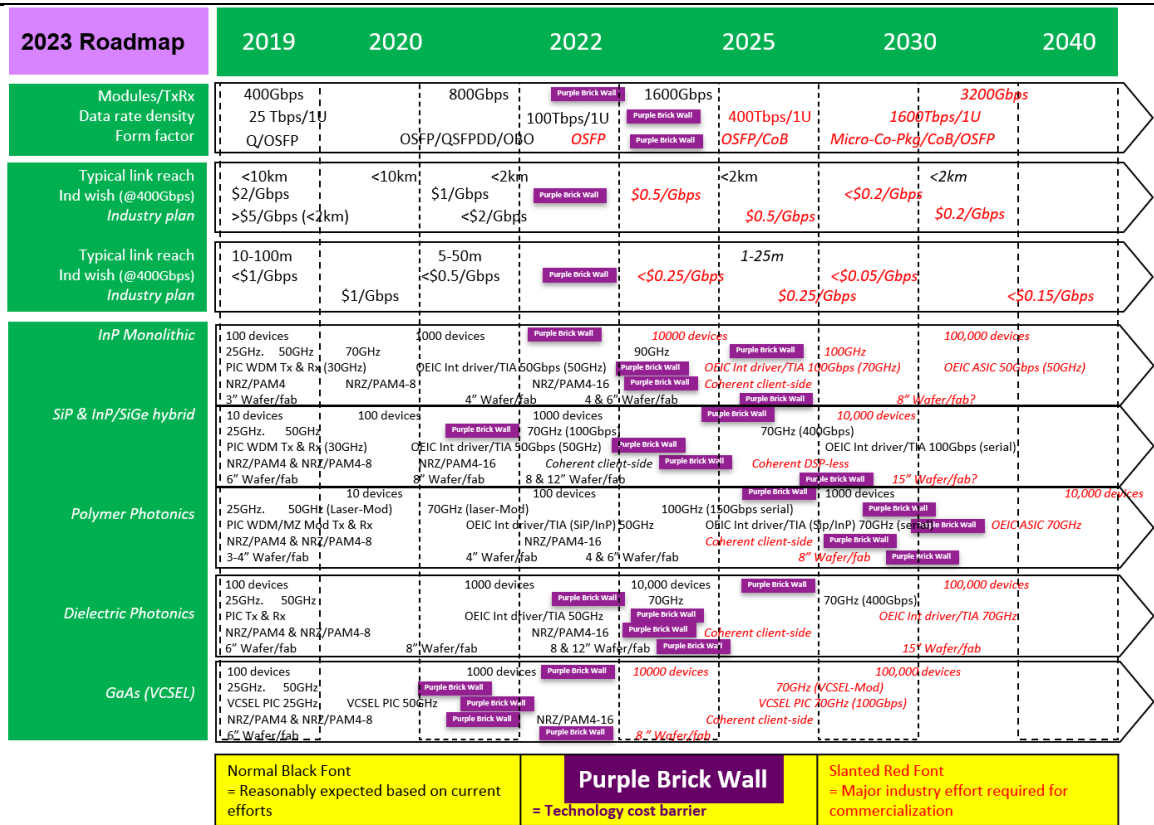 2023 Roadmap 2019 2020 2022 2025 2030 2040
Modules/TxRx 400Gbps 800Gbps Purple Brick Wall 1600Gbps 3200Gbps
Data rate density 25 Tbps/1U 100Tbps/1U Purple Brick Wall 400Tbps/1U 1600Tbps/1U
Form factor Q/OSFP OSFP/QSFPDD/OBO OSFP Purple Brick Wall OSFP/CoB Micro-Co-Pkg/CoB/OSFP
Typical link reach <10km <10km <2km <2km <2km
Ind wish (@400Gbps) $2/Gbps $1/Gbps Purple Brick Wall $0.5/Gbps <$0.2/Gbps
Industry plan >$5/Gbps (<2km) <$2/Gbps $0.5/Gbps $0.2/Gbps
Typical link reach 10-100m 5-50m 1-25m
Ind wish (@400Gbps) <$1/Gbps <$0.5/Gbps Purple Brick Wall <$0.25/Gbps <$0.05/Gbps
Industry plan $1/Gbps $0.25/Gbps <$0.15/Gbps
InP Monolithic 100 devices 1000 devices Purple Brick Wall 10000 devices 100,000 devices
25GHz. 50GHz 70GHz 90GHz Purple Brick Wall 100GHz
PIC WDM Tx & Rx (30GHz) OEIC Int driver/TIA 50Gbps (50GHz) Purple Brick Wall OEIC Int driver/TIA 100Gbps (70GHz) OEIC ASIC 50Gbps (50GHz)
NRZ/PAM4 NRZ/PAM4-8 NRZ/PAM4-16 Purple Brick Wall Coherent client-side
3” Wafer/fab 4” Wafer/fab 4 & 6” Wafer/fab Purple Brick Wall 8” Wafer/fab?
SiP & InP/SiGe hybrid 10 devices 100 devices 1000 devices Purple Brick Wall 10,000 devices
25GHz. 50GHz Purple Brick Wall 70GHz (100Gbps) 70GHz (400Gbps)
PIC WDM Tx & Rx (30GHz) OEIC Int driver/TIA 50Gbps (50GHz) Purple Brick Wall OEIC Int driver/TIA 100Gbps (serial)
NRZ/PAM4 & NRZ/PAM4-8 NRZ/PAM4-16 Coherent client-side Purple Brick Wall Coherent DSP-less
6” Wafer/fab 8” Wafer/fab 8 & 12” Wafer/fab Purple Brick Wall 15” Wafer/fab?
Polymer Photonics 10 devices 100 devices Purple Brick Wall 1000 devices 10,000 devices
25GHz. 50GHz (Laser-Mod) 70GHz (laser-Mod) 100GHz (150Gbps serial) Purple Brick Wall
PIC WDM/MZ Mod Tx & Rx OEIC Int driver/TIA (SiP/InP) 50GHz OEIC Int driver/TIA (Sip/InP) 70GHz (serial) Purple Brick Wall OEIC ASIC 70GHz
NRZ/PAM4 & NRZ/PAM4-8 NRZ/PAM4-16 Coherent client-side Purple Brick Wall
3-4” Wafer/fab 4” Wafer/fab 4 & 6” Wafer/fab 8” Wafer/fab Purple Brick Wall
Dielectric Photonics 100 devices 1000 devices 10,000 devices Purple Brick Wall 100,000 devices
25GHz. 50GHz Purple Brick Wall 70GHz 70GHz (400Gbps)
PIC Tx & Rx OEIC Int driver/TIA 50GHz Purple Brick Wall OEIC Int driver/TIA 70GHz
NRZ/PAM4 & NRZ/PAM4-8 NRZ/PAM4-16 Purple Brick Wall Coherent client-side
6” Wafer/fab 8” Wafer/fab 8 & 12” Wafer/fab Purple Brick Wall 15” Wafer/fab
GaAs (VCSEL) 100 devices 1000 devices Purple Brick Wall 10000 devices 100,000 devices
25GHz. 50GHz Purple Brick Wall 70GHz (VCSEL-Mod)
VCSEL PIC 25GHz VCSEL PIC 50GHz Purple Brick Wall VCSEL PIC 70GHz (100Gbps)
NRZ/PAM4 & NRZ/PAM4-8 Purple Brick Wall NRZ/PAM4-16 Coherent client-side
6” Wafer/fab Purple Brick Wall 8 ” Wafer/fab
Normal Black Font
= Reasonably expected based on current
efforts
Purple Brick Wall
= Technology cost barrier
Slanted Red Font
= Major industry effort required for
commercialization